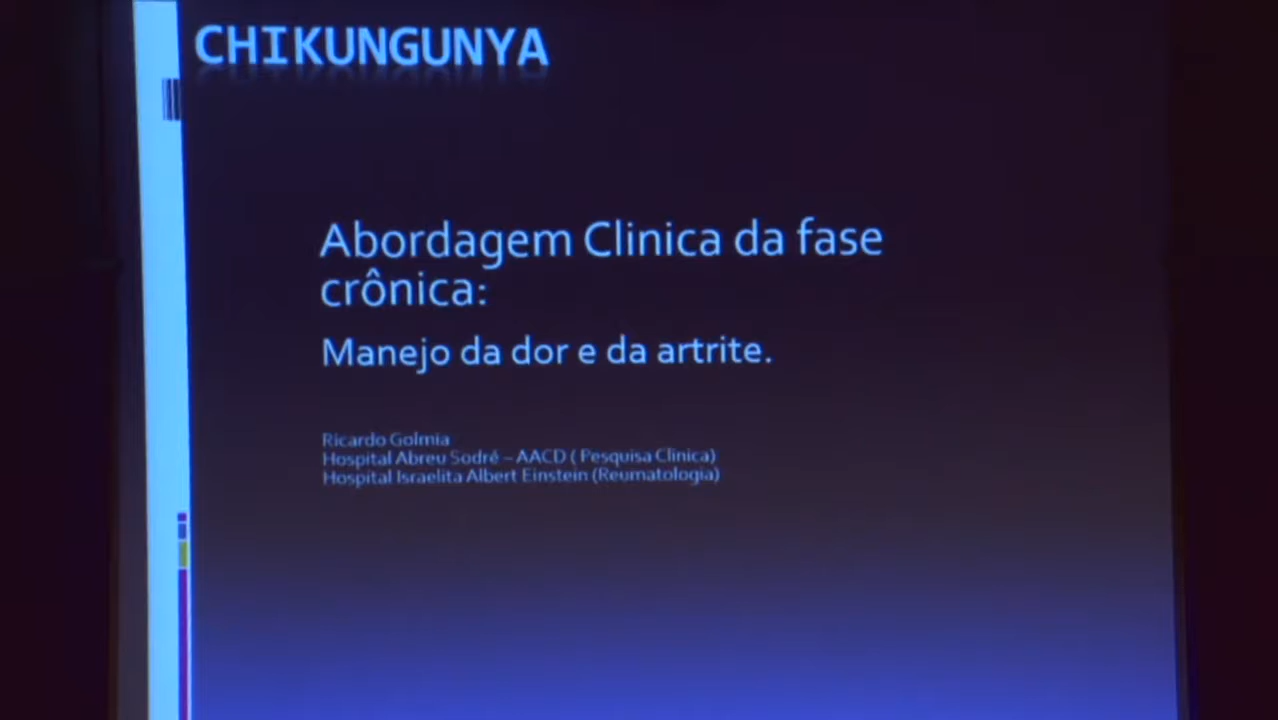 CHIKUNGUNYA
Abordagem Clinica da fase
crônica:
Manejo da dor e da artrite.
Ricardo Golmia
Hospital Abreu Sodré – AACD ( Pesquisa Clinica)
Hospital Israelita Albert Einstein (Reumatologia)